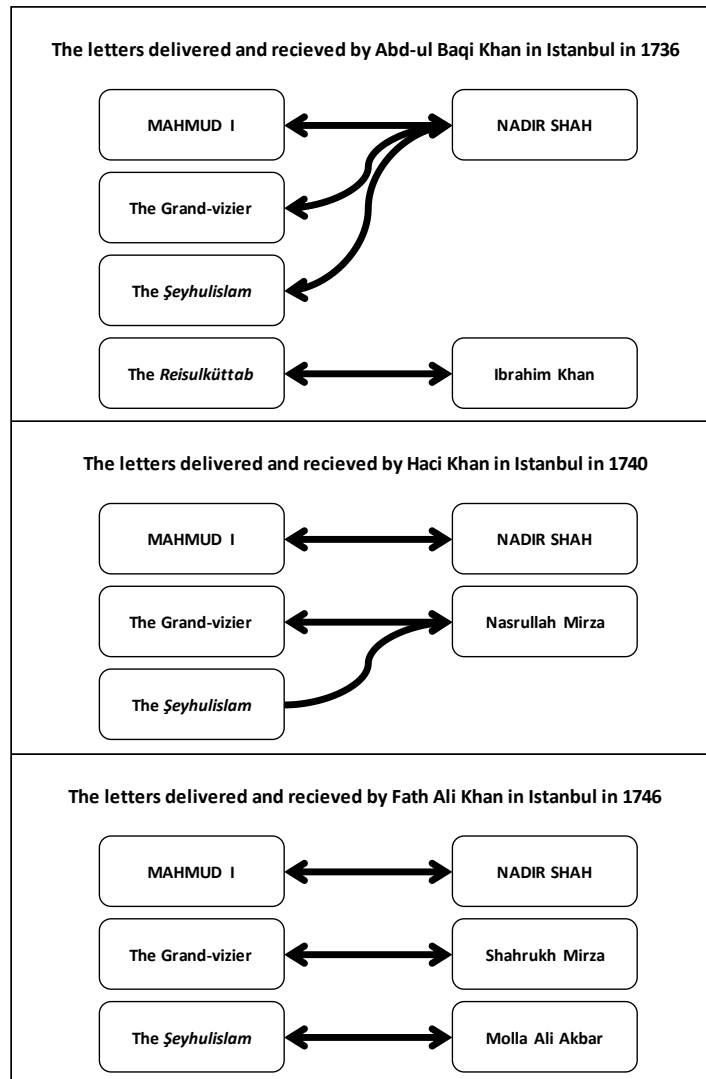 The letters delivered and recieved by Abd-ul Baqi Khan in Istanbul in 1736
MAHMUD I
NADIR SHAH
The Grand-vizier
The Şeyhulislam
The Reisulküttab
Ibrahim Khan
The letters delivered and recieved by Haci Khan in Istanbul in 1740
MAHMUD I
NADIR SHAH
The Grand-vizier
Nasrullah Mirza
The Şeyhulislam
The letters delivered and recieved by Fath Ali Khan in Istanbul in 1746
MAHMUD I
NADIR SHAH
The Grand-vizier
Shahrukh Mirza
The Şeyhulislam
Molla Ali Akbar